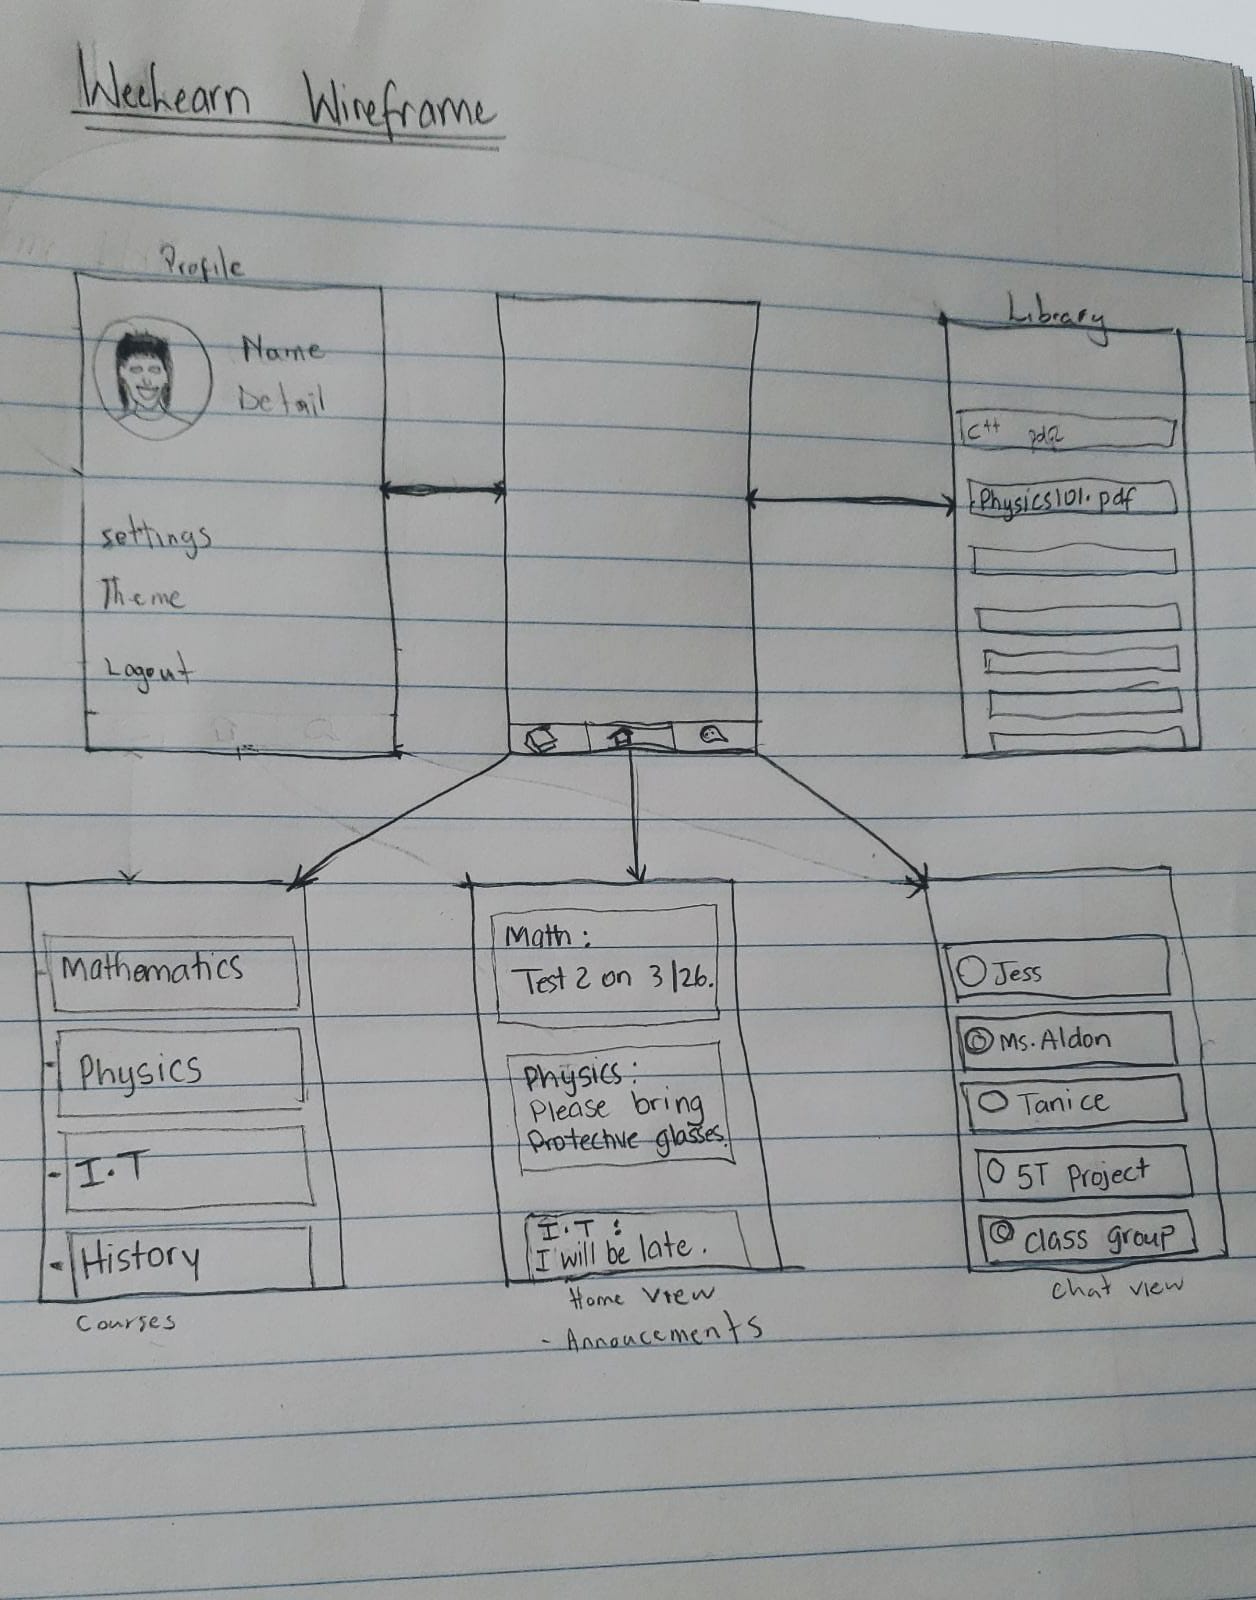 Weelearn Wireframe
Profile
Name
Detail
settings
Theme
Logout
Library
C++
Physics101.pdf
Mathematics
Physics
I.T
History
Courses
Math:
Test 2 on 3/26.
Physics:
Please bring
Protective glasses.
I.T:
I will be late.
Home View
- Annoucements
Jess
Ms. Aldon
Tanice
5T Project
class group
Chat view